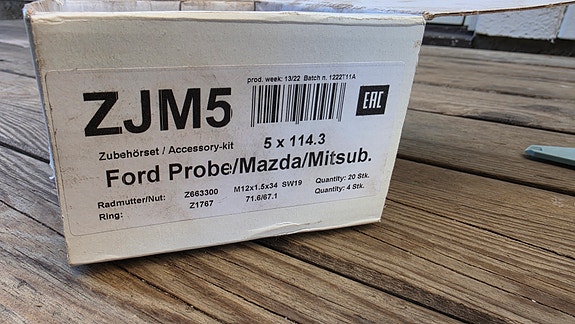 prod. week: 13/22 Batch n. 1222T11A
ZJM5
EAC
Zubehörset / Accessory-kit 5 x 114.3
Ford Probe/Mazda/Mitsub.
Radmutter/Nut: Z663300 M12x1.5x34 SW19 Quantity: 20 Stk.
Ring: Z1767 71.6/67.1 Quantity: 4 Stk.